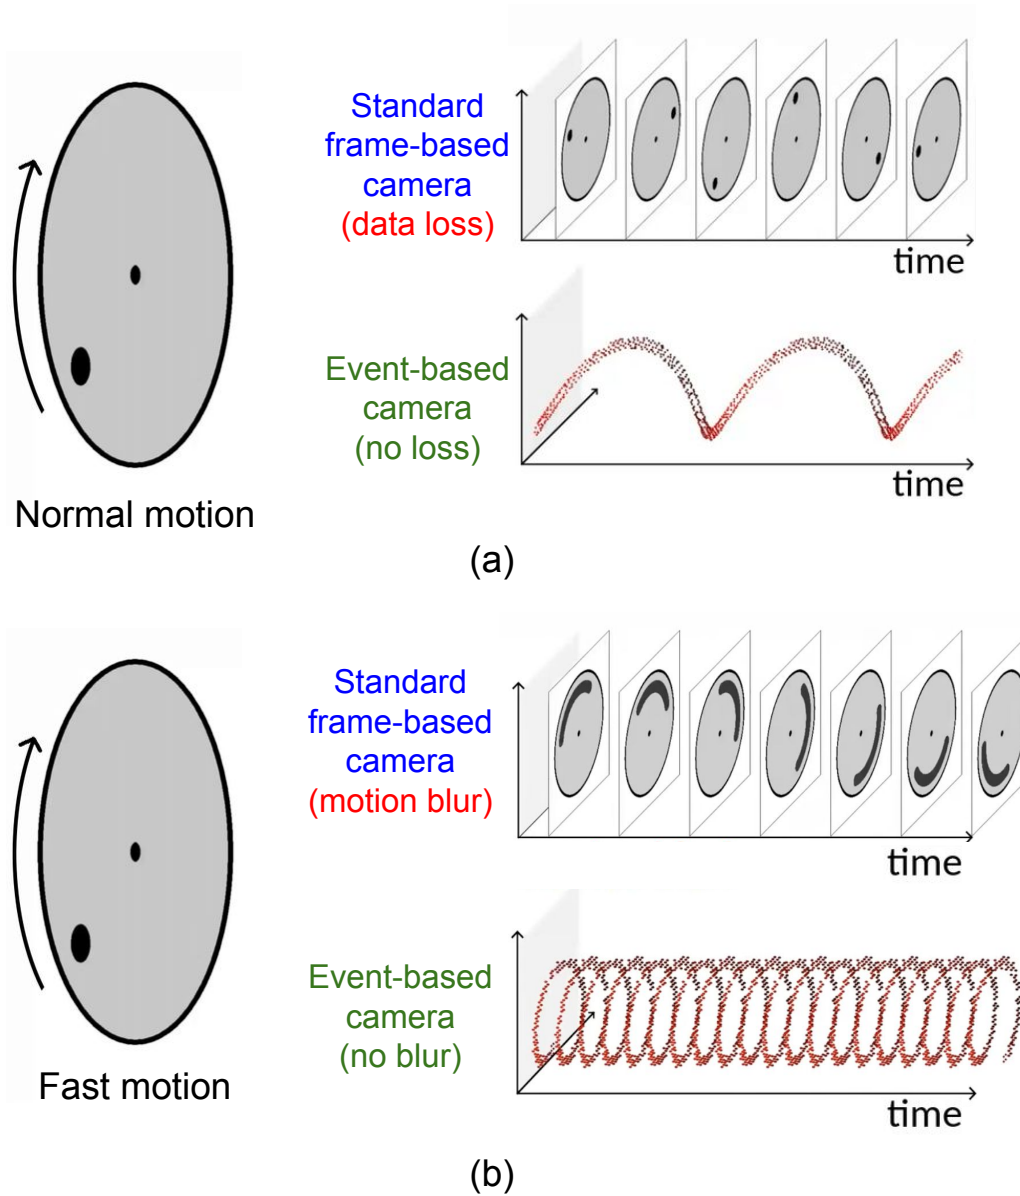 Standard
frame-based
camera
(data loss)
time
Event-based
camera
(no loss)
time
Normal motion
(a)
Standard
frame-based
camera
(motion blur)
time
Event-based
camera
(no blur)
time
Fast motion
(b)